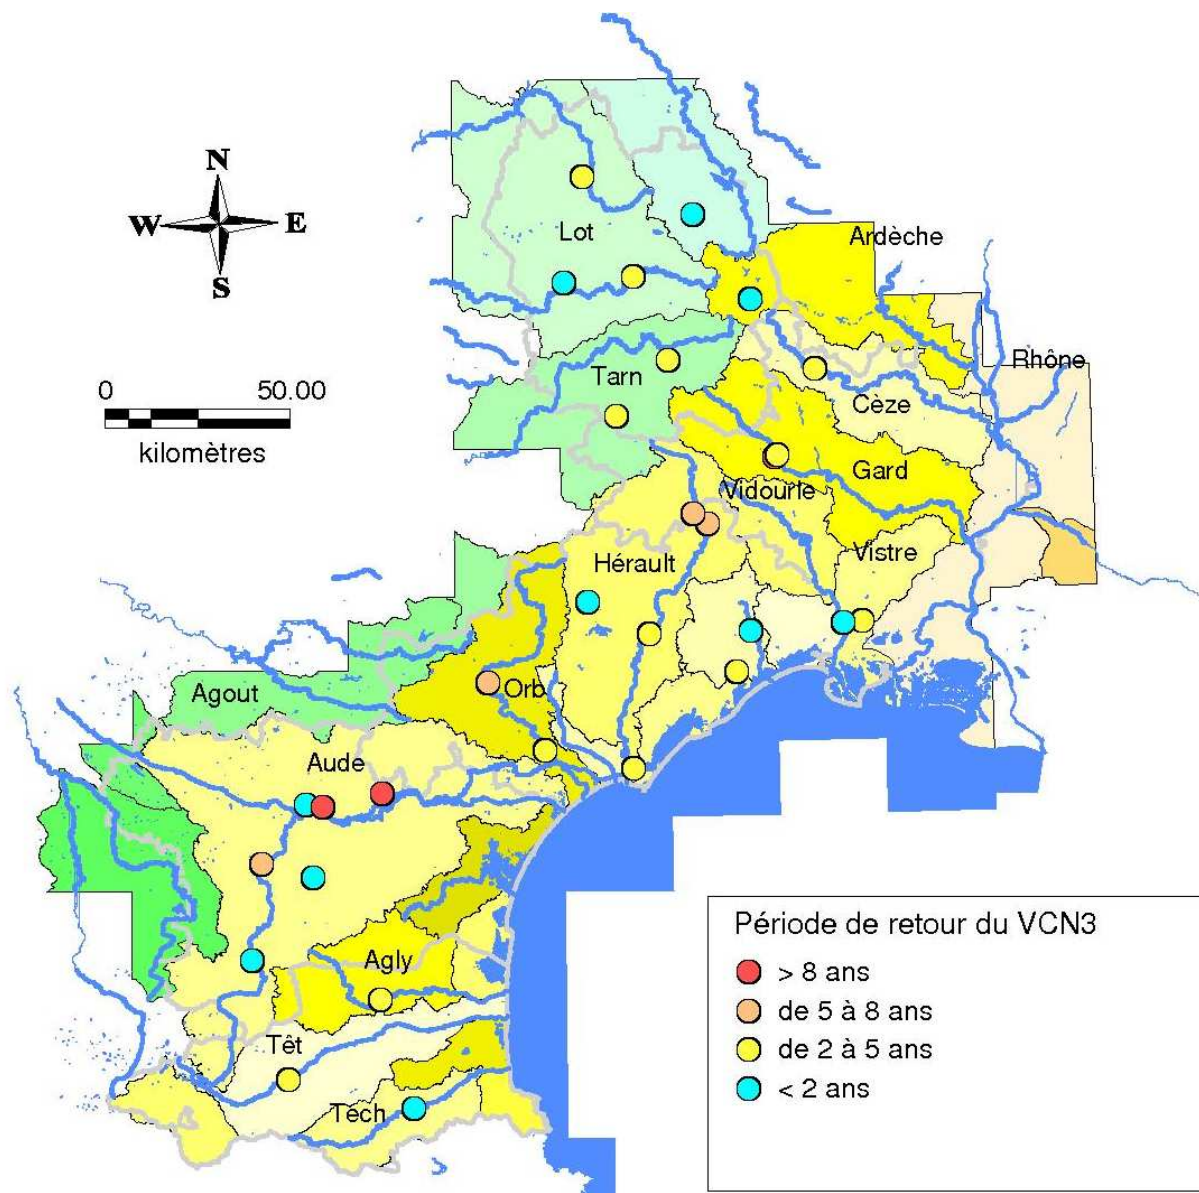 N
W
E
S
0 50.00
kilomètres
Lot
Ardèche
Tarn
Rhône
Cèze
Gard
Vidourle
Hérault
Vistre
Agout
Orb
Aude
Agly
Têt
Tech
Période de retour du VCN3
> 8 ans
de 5 à 8 ans
de 2 à 5 ans
< 2 ans